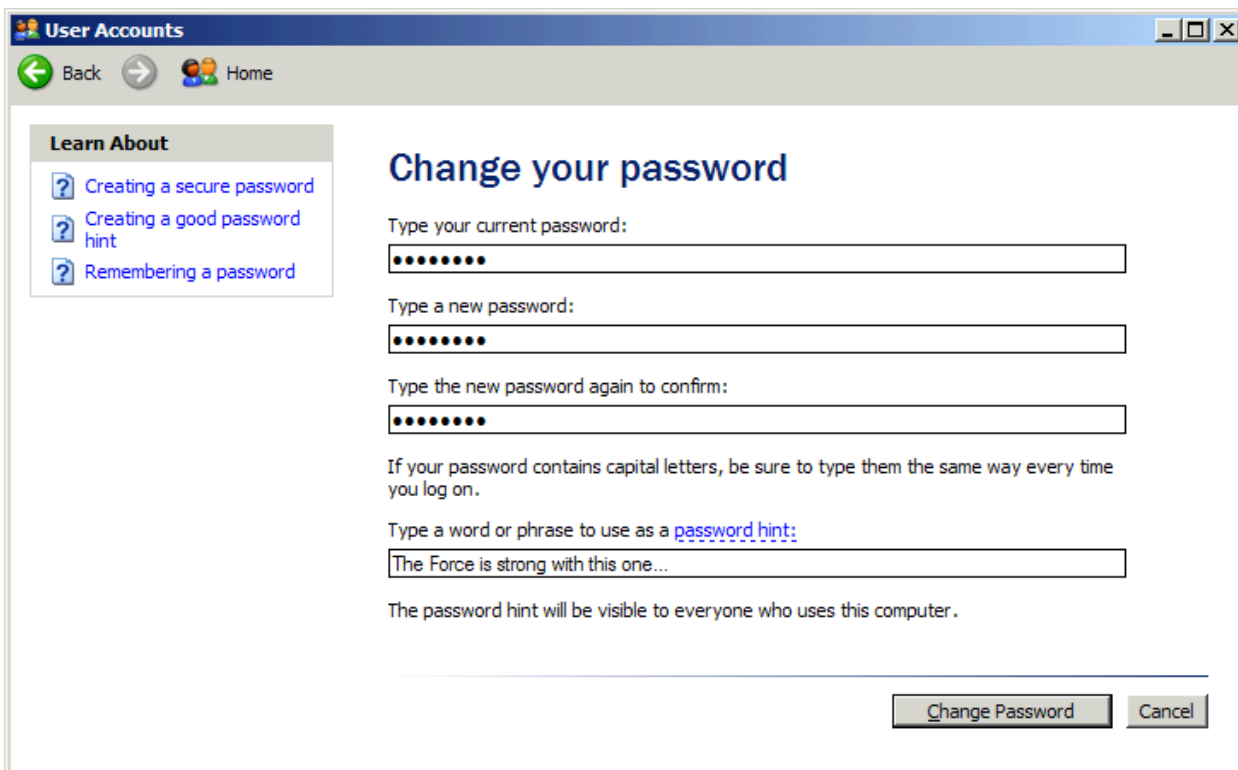 User Accounts
Back
Home
Learn About
Creating a secure password
Creating a good password
hint
Remembering a password
Change your password
Type your current password:
••••••••
Type a new password:
••••••••
Type the new password again to confirm:
••••••••
If your password contains capital letters, be sure to type them the same way every time
you log on.
Type a word or phrase to use as a password hint:
The Force is strong with this one...
The password hint will be visible to everyone who uses this computer.
Change Password
Cancel